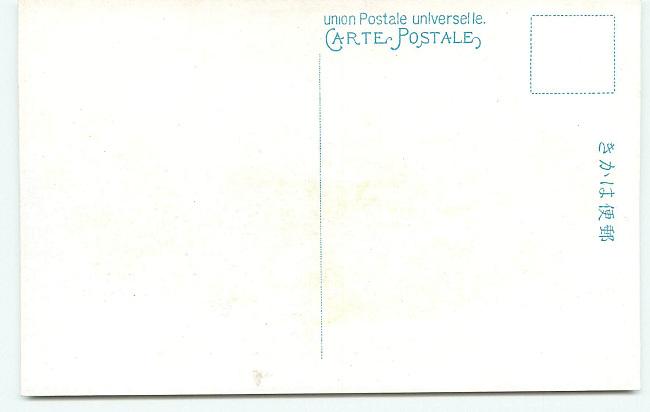 union Postale universelle.
CARTE POSTALE
きかは便郵